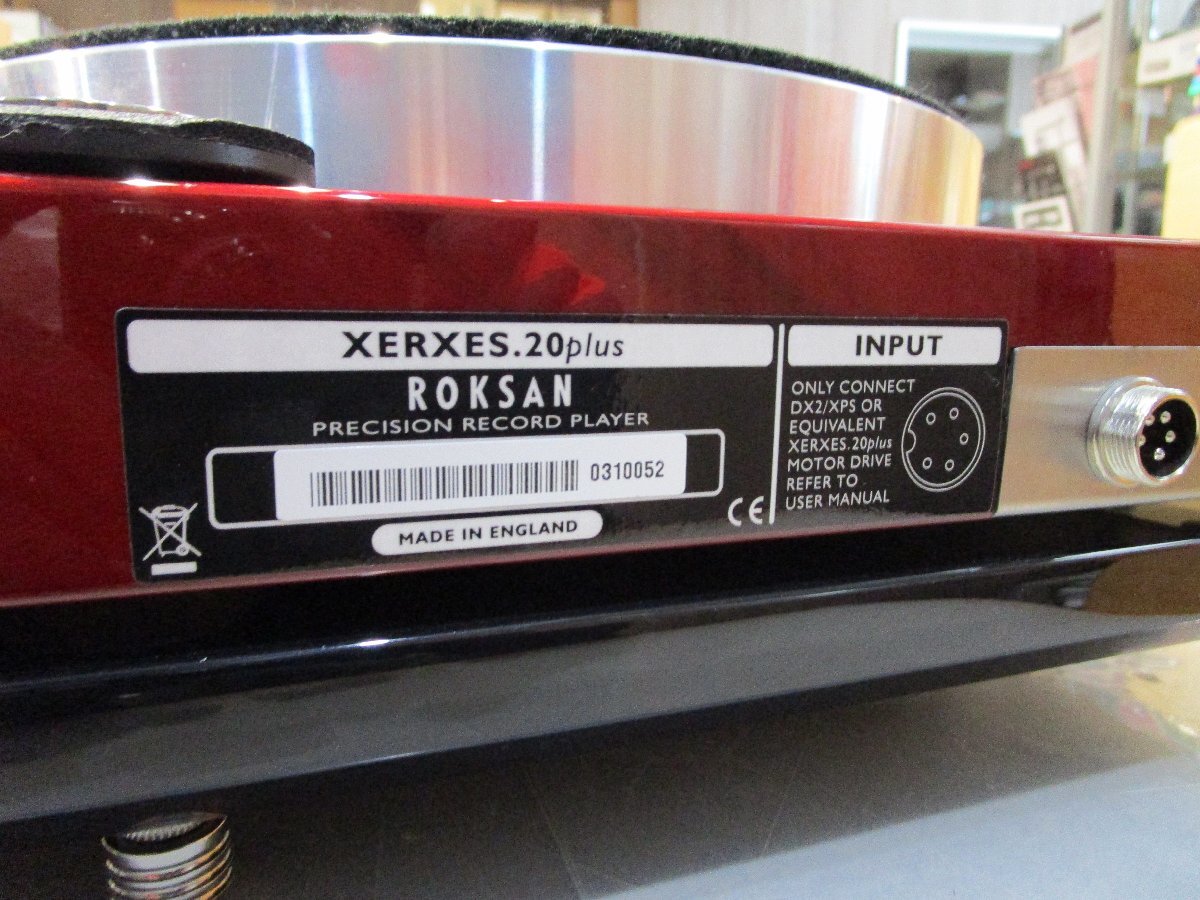 XERXES.20plus
ROKSAN
PRECISION RECORD PLAYER
0310052
MADE IN ENGLAND
CE
INPUT
ONLY CONNECT
DX2/XPS OR
EQUIVALENT
XERXES.20plus
MOTOR DRIVE
REFER TO
USER MANUAL